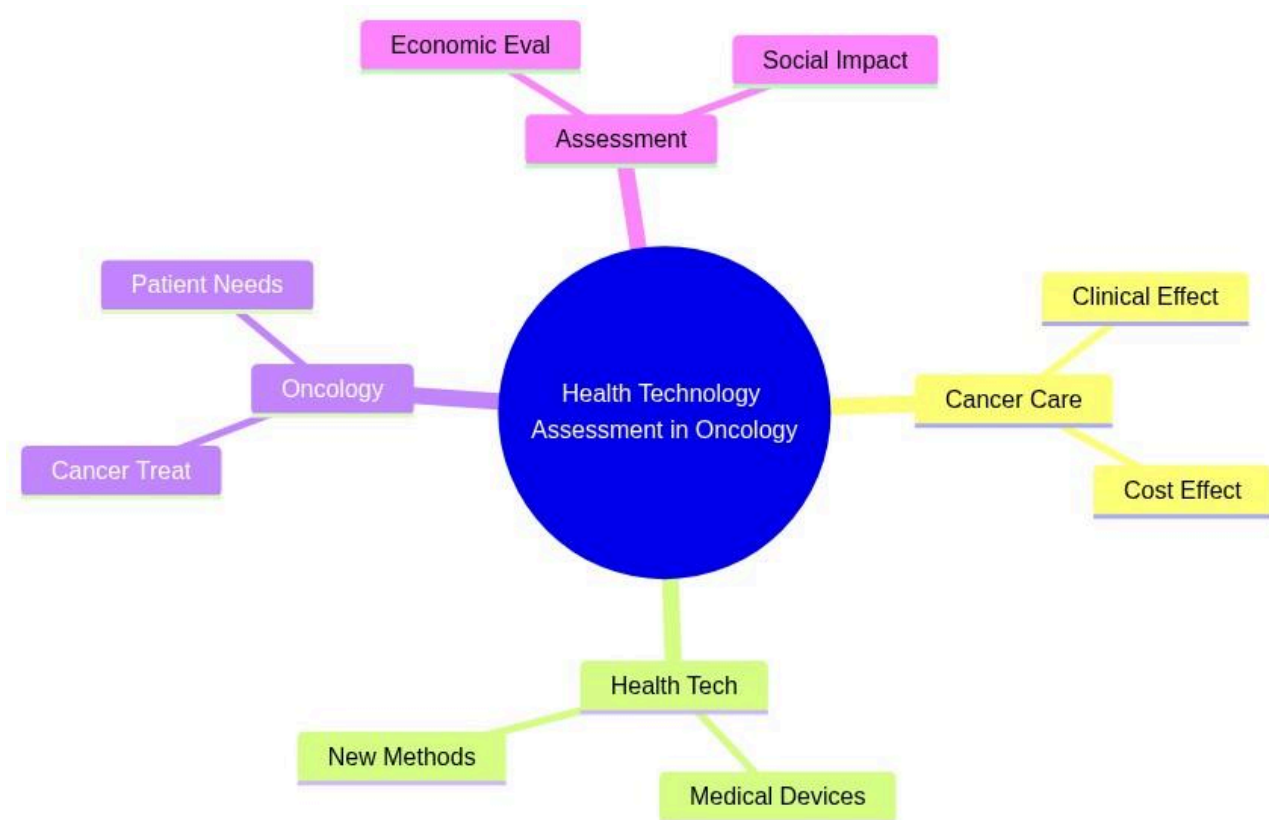 Economic Eval
Social Impact
Assessment
Patient Needs
Oncology
Cancer Treat
Health Technology
Assessment in Oncology
Clinical Effect
Cancer Care
Cost Effect
Health Tech
New Methods
Medical Devices